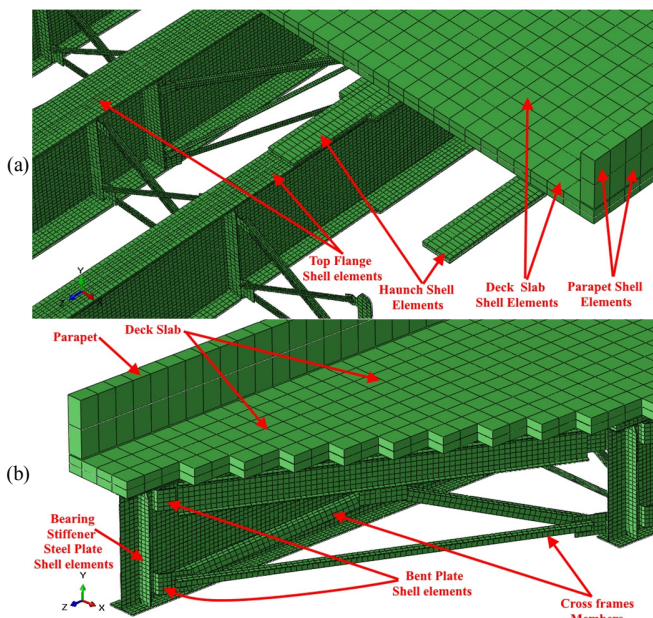 (a)
Top Flange
Shell elements
Haunch Shell
Elements
Deck Slab
Shell Elements
Parapet Shell
Elements
Y
Z
X
Parapet
Deck Slab
(b)
Bearing
Stiffener
Steel Plate
Shell elements
Y
Z
X
Bent Plate
Shell elements
Cross frames
Members